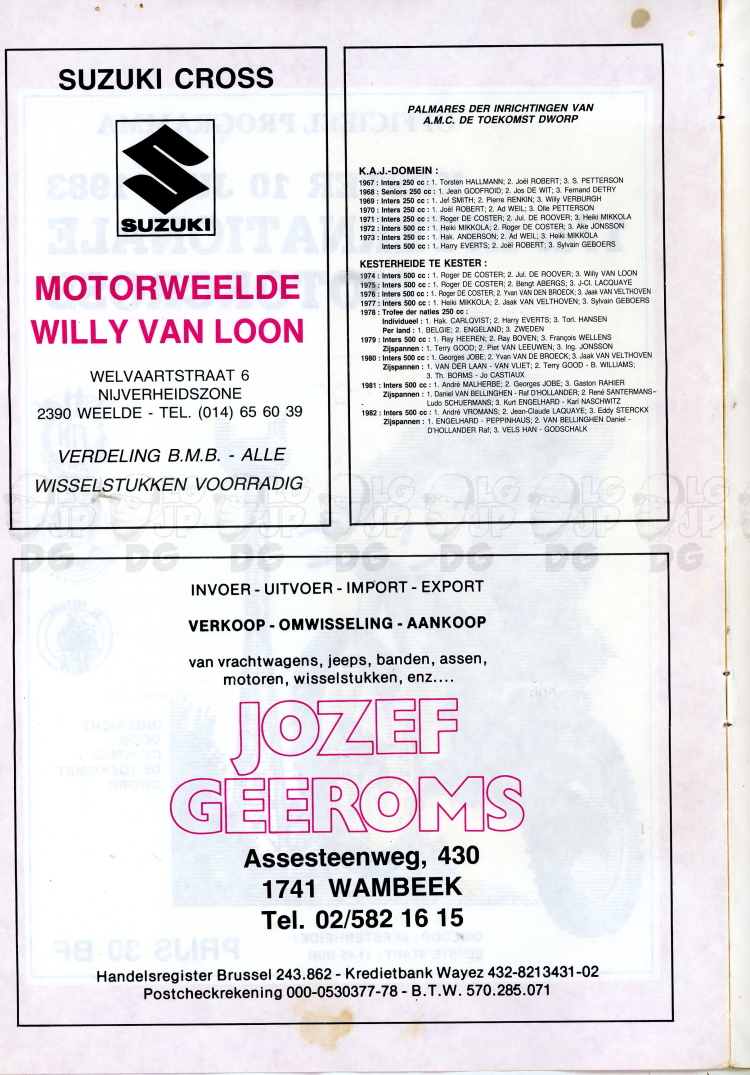 SUZUKI CROSS
SUZUKI
MOTORWEELDE
WILLY VAN LOON
WELVAARTSTRAAT 6
NIJVERHEIDSZONE
2390 WEELDE - TEL. (014) 65 60 39
VERDELING B.M.B. - ALLE
WISSELSTUKKEN VOORRADIG
PALMARES DER INRICHTINGEN VAN
A.M.C. DE TOEKOMST DWORP
K.A.J.-DOMEIN :
1967 : Inters 250 cc : 1. Torsten HALLMANN; 2. Joël ROBERT; 3. S. PETTERSON
1968 : Seniors 250 cc : 1. Jean GODFROID; 2. Jos DE WIT; 3. Fernand DETRY
1969 : Inters 250 cc : 1. Jef SMITH; 2. Pierre RENKIN; 3. Willy VERBURGH
1970 : Inters 250 cc : 1. Joël ROBERT; 2. Ad WEIL; 3. Olle PETTERSON
1971 : Inters 250 cc : 1. Roger DE COSTER; 2. Jul. DE ROOVER; 3. Heiki MIKKOLA
1972 : Inters 500 cc : 1. Heiki MIKKOLA; 2. Roger DE COSTER; 3. Ake JONSSON
1973 : Inters 250 cc : 1. Hak. ANDERSON; 2. Ad WEIL; 3. Heiki MIKKOLA
Inters 500 cc : 1. Harry EVERTS; 2. Joël ROBERT; 3. Sylvain GEBOERS
KESTERHEIDE TE KESTER :
1974 : Inters 500 cc : 1. Roger DE COSTER; 2. Jul. DE ROOVER; 3. Willy VAN LOON
1975 : Inters 500 cc : 1. Roger DE COSTER; 2. Bengt ABERGS; 3. J-Cl. LACQUAYE
1976 : Inters 500 cc : 1. Roger DE COSTER; 2. Yvan VAN DEN BROECK; 3. Jaak VAN VELTHOVEN
1977 : Inters 500 cc : 1. Heiki MIKKOLA; 2. Jaak VAN VELTHOVEN; 3. Sylvain GEBOERS
1978 : Trofee der naties 250 cc :
Individueel : 1. Hak. CARLQVIST; 2. Harry EVERTS; 3. Torl. HANSEN
Per land : 1. BELGIE; 2. ENGELAND; 3. ZWEDEN
1979 : Inters 500 cc : 1. Ray HEEREN; 2. Ray BOVEN; 3. François WELLENS
Zijspannen : 1. Terry GOOD; 2. Piet VAN LEEUWEN; 3. Ing. JONSSON
1980 : Inters 500 cc : 1. Georges JOBE; 2. Yvan VAN DE BROECK; 3. Jaak VAN VELTHOVEN
Zijspannen : 1. VAN DER LAAN - VAN VLIET; 2. Terry GOOD - B. WILLIAMS;
3. Th. BORMS - Jo CASTIAUX
1981 : Inters 500 cc : 1. André MALHERBE; 2. Georges JOBE; 3. Gaston RAHIER
Zijspannen : 1. Daniel VAN BELLINGHEN - Raf D'HOLLANDER; 2. René SANTERMANS–
- Ludo SCHUERMANS; 3. Kurt ENGELHARD - Karl NASCHWITZ
1982 : Inters 500 cc : 1. André VROMANS; 2. Jean-Claude LAQUAYE; 3. Eddy STERCKX
Zijspannen : 1. ENGELHARD - PEPPINHAUS; 2. VAN BELLINGHEN Daniel -
D'HOLLANDER Raf; 3. VELS HAN - GODSCHALK
INVOER - UITVOER - IMPORT - EXPORT
VERKOOP - OMWISSELING - AANKOOP
van vrachtwagens, jeeps, banden, assen,
motoren, wisselstukken, enz....
JOZEF
GEEROMS
Assesteenweg, 430
1741 WAMBEEK
Tel. 02/582 16 15
Handelsregister Brussel 243.862 - Kredietbank Wayez 432-8213431-02
Postcheckrekening 000-0530377-78 - B.T.W. 570.285.071